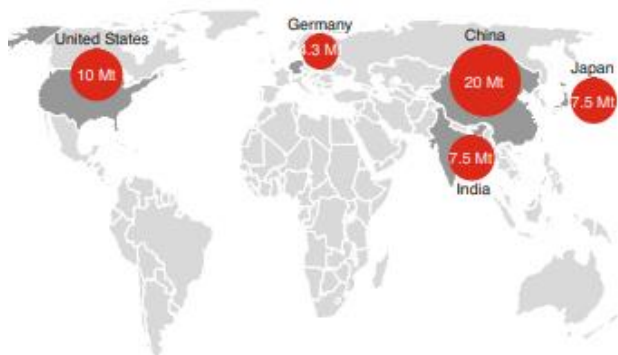 United States
10 Mt
Germany
.3 Mt
China
20 Mt
Japan
7.5 Mt
7.5 Mt
India